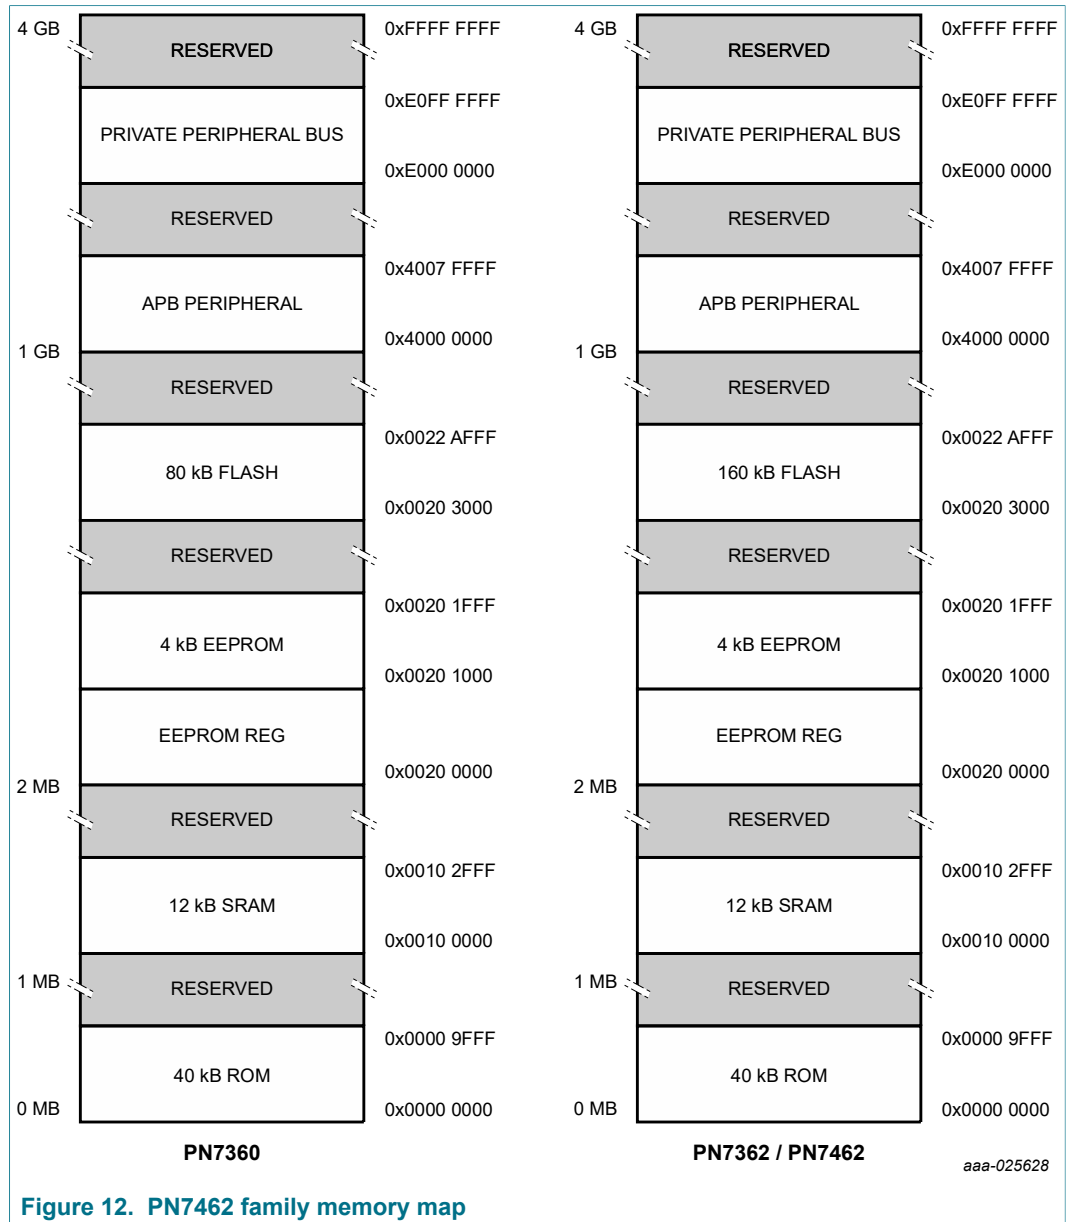 4 GB
RESERVED
0xFFFF FFFF
0xE0FF FFFF
PRIVATE PERIPHERAL BUS
0xE000 0000
RESERVED
0x4007 FFFF
APB PERIPHERAL
0x4000 0000
1 GB
RESERVED
0x0022 AFFF
80 kB FLASH
0x0020 3000
RESERVED
0x0020 1FFF
4 kB EEPROM
0x0020 1000
EEPROM REG
0x0020 0000
2 MB
RESERVED
0x0010 2FFF
12 kB SRAM
0x0010 0000
1 MB
RESERVED
0x0000 9FFF
40 kB ROM
0 MB
0x0000 0000
PN7360
4 GB
RESERVED
0xFFFF FFFF
0xE0FF FFFF
PRIVATE PERIPHERAL BUS
0xE000 0000
RESERVED
0x4007 FFFF
APB PERIPHERAL
0x4000 0000
1 GB
RESERVED
0x0022 AFFF
160 kB FLASH
0x0020 3000
RESERVED
0x0020 1FFF
4 kB EEPROM
0x0020 1000
EEPROM REG
0x0020 0000
2 MB
RESERVED
0x0010 2FFF
12 kB SRAM
0x0010 0000
1 MB
RESERVED
0x0000 9FFF
40 kB ROM
0 MB
0x0000 0000
PN7362 / PN7462
aaa-025628
Figure 12. PN7462 family memory map